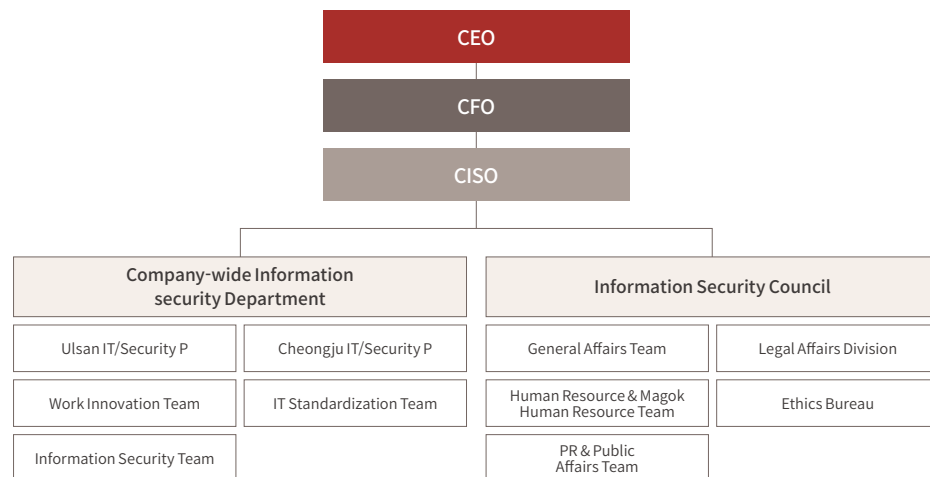 CEO
CFO
CISO
Company-wide Information
security Department
Information Security Council
Ulsan IT/Security P
Cheongju IT/Security P
General Affairs Team
Legal Affairs Division
Work Innovation Team
IT Standardization Team
Human Resource & Magok
Human Resource Team
Ethics Bureau
Information Security Team
PR & Public
Affairs Team